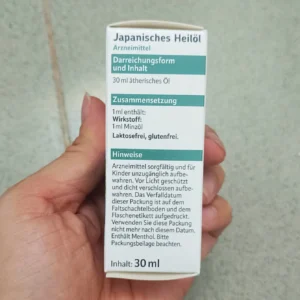 Japanisches Heilöl
Arzneimittel
Darreichungsform
und Inhalt
30 ml ätherisches Öl
Zusammensetzung
1ml enthält:
Wirkstoff:
1ml Minzöl
Laktosefrei, glutenfrei.
Hinweise
Arzneimittel sorgfältig und für
Kinder unzugänglich aufbe-
wahren. Vor Licht geschützt
und dicht verschlossen aufbe-
wahren. Das Verfalldatum
dieser Packung ist auf dem
Faltschachtelboden und dem
Flaschenetikett aufgedruckt.
Verwenden Sie diese Packung
nicht mehr nach diesem Datum.
Enthält Menthol. Bitte
Packungsbeilage beachten.
Inhalt: 30 ml